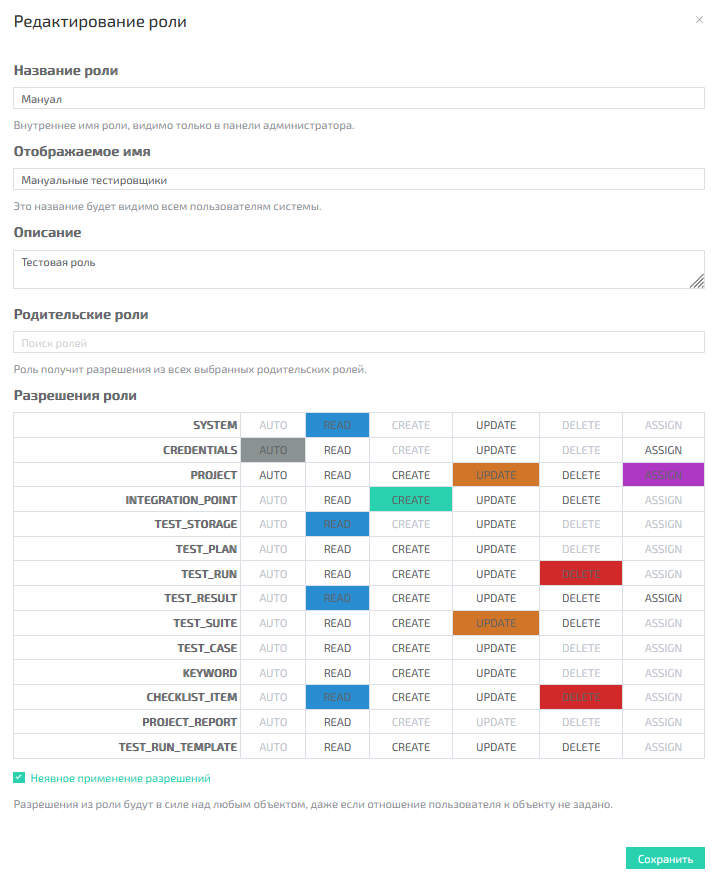 Редактирование роли ×
Название роли
Мануал
Внутреннее имя роли, видимо только в панели администратора.
Отображаемое имя
Мануальные тестировщики
Это название будет видимо всем пользователям системы.
Описание
Тестовая роль
Родительские роли
Поиск ролей
Роль получит разрешения из всех выбранных родительских ролей.
Разрешения роли
SYSTEM AUTO READ CREATE UPDATE DELETE ASSIGN
CREDENTIALS AUTO READ CREATE UPDATE DELETE ASSIGN
PROJECT AUTO READ CREATE UPDATE DELETE ASSIGN
INTEGRATION_POINT AUTO READ CREATE UPDATE DELETE ASSIGN
TEST_STORAGE AUTO READ CREATE UPDATE DELETE ASSIGN
TEST_PLAN AUTO READ CREATE UPDATE DELETE ASSIGN
TEST_RUN AUTO READ CREATE UPDATE DELETE ASSIGN
TEST_RESULT AUTO READ CREATE UPDATE DELETE ASSIGN
TEST_SUITE AUTO READ CREATE UPDATE DELETE ASSIGN
TEST_CASE AUTO READ CREATE UPDATE DELETE ASSIGN
KEYWORD AUTO READ CREATE UPDATE DELETE ASSIGN
CHECKLIST_ITEM AUTO READ CREATE UPDATE DELETE ASSIGN
PROJECT_REPORT AUTO READ CREATE UPDATE DELETE ASSIGN
TEST_RUN_TEMPLATE AUTO READ CREATE UPDATE DELETE ASSIGN
Неявное применение разрешений
Разрешения из роли будут в силе над любым объектом, даже если отношение пользователя к объекту не задано.
Сохранить